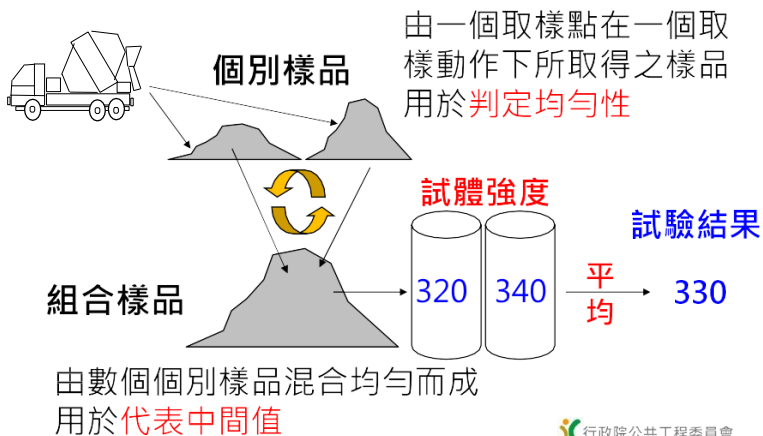 由一個取樣點在一個取
樣動作下所取得之樣品
用於判定均勻性
個別樣品
試體強度
試驗結果
320
340
平
均
330
組合樣品
由數個個別樣品混合均勻而成
用於代表中間值
行政院公共工程委員會